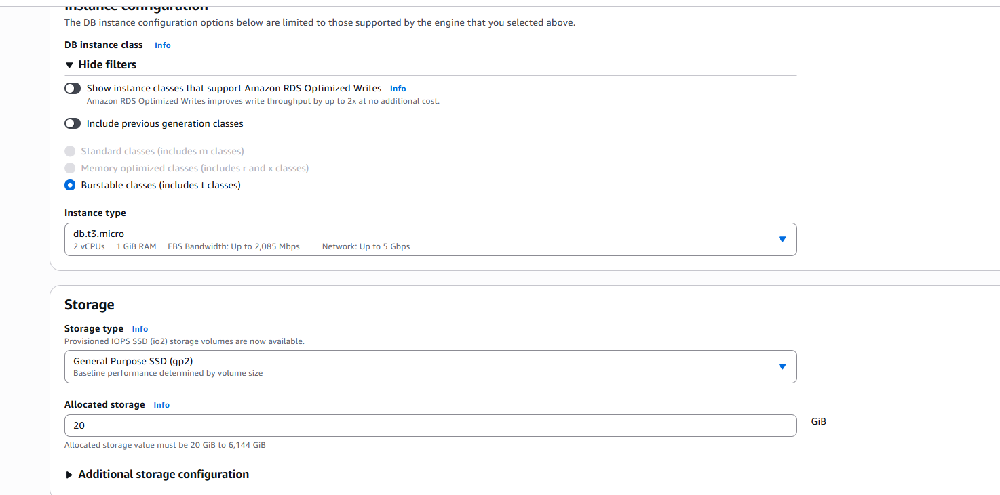 Instance configuration
The DB instance configuration options below are limited to those supported by the engine that you selected above.
DB instance class Info
Hide filters
Show instance classes that support Amazon RDS Optimized Writes Info
Amazon RDS Optimized Writes improves write throughput by up to 2x at no additional cost.
Include previous generation classes
Standard classes (includes m classes)
Memory optimized classes (includes r and x classes)
Burstable classes (includes t classes)
Instance type
db.t3.micro
2 vCPUs 1 GiB RAM EBS Bandwidth: Up to 2,085 Mbps Network: Up to 5 Gbps
Storage
Storage type Info
Provisioned IOPS SSD (io2) storage volumes are now available.
General Purpose SSD (gp2)
Baseline performance determined by volume size
Allocated storage Info
20 GiB
Allocated storage value must be 20 GiB to 6,144 GiB
Additional storage configuration